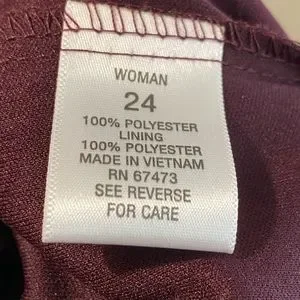 WOMAN
24
100% POLYESTER
LINING
100% POLYESTER
MADE IN VIETNAM
RN 67473
SEE REVERSE
FOR CARE